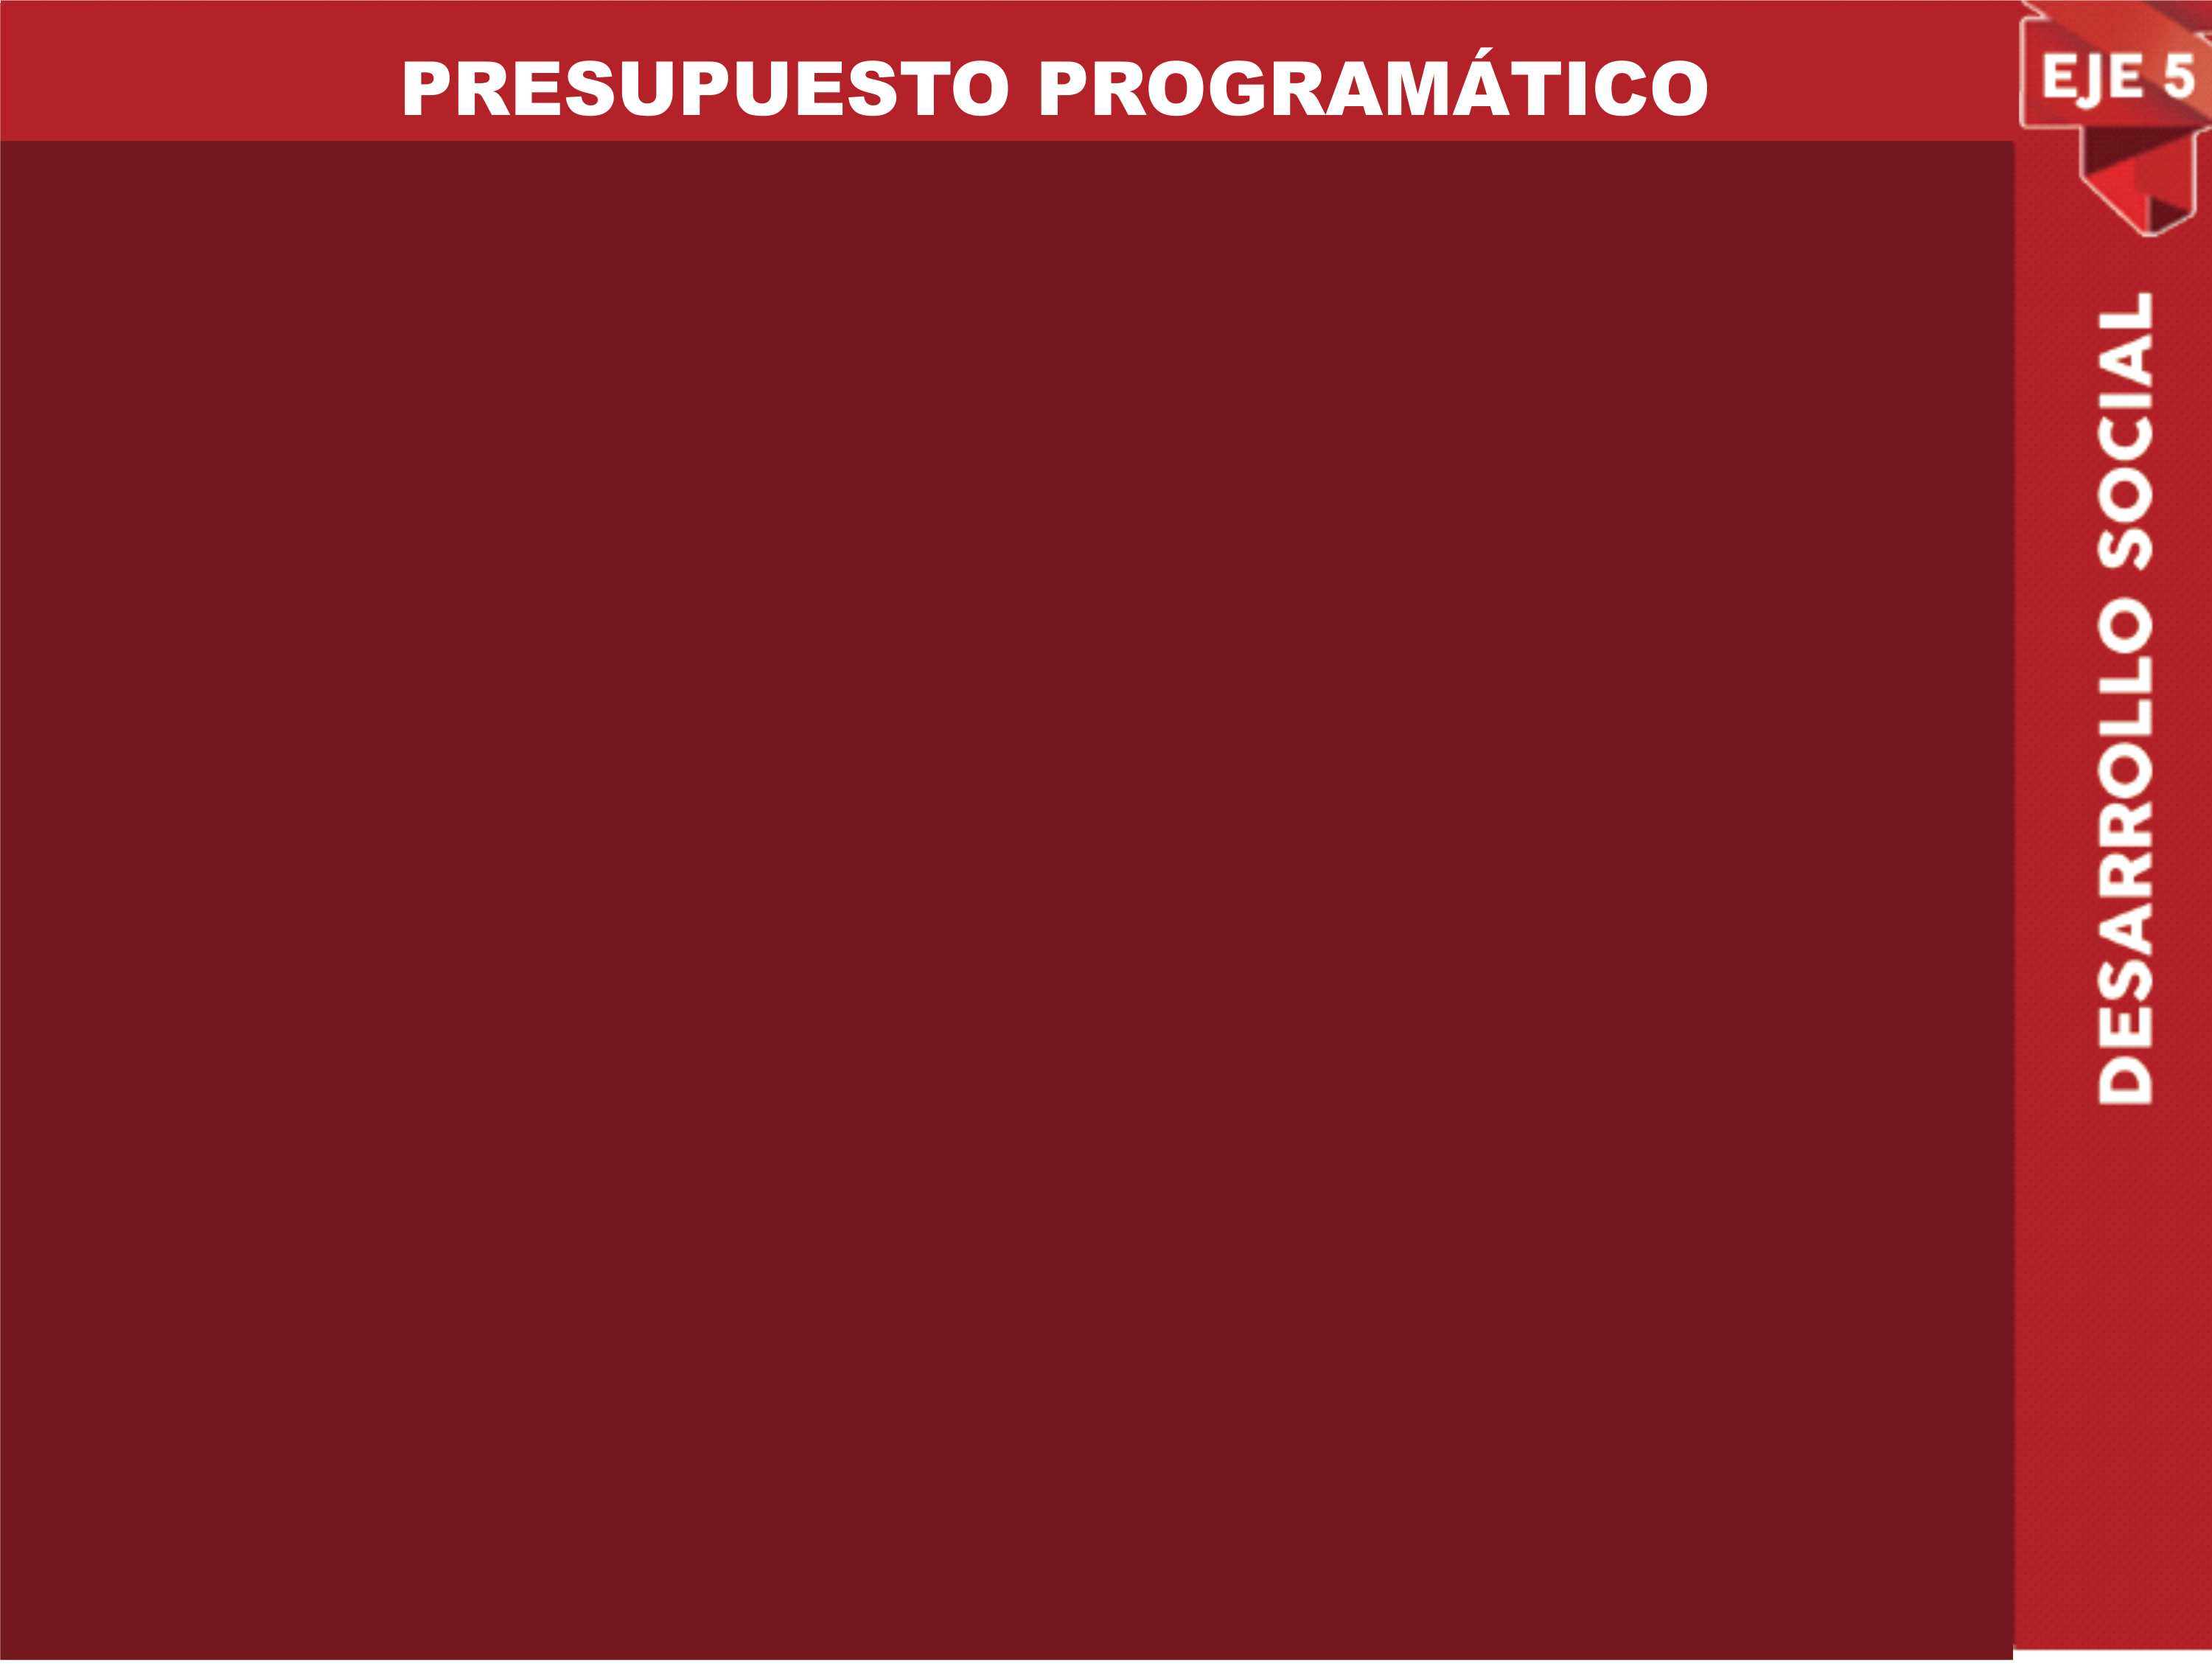 PRESUPUESTO PROGRAMÁTICO
EJE 5
DESARROLLO SOCIAL